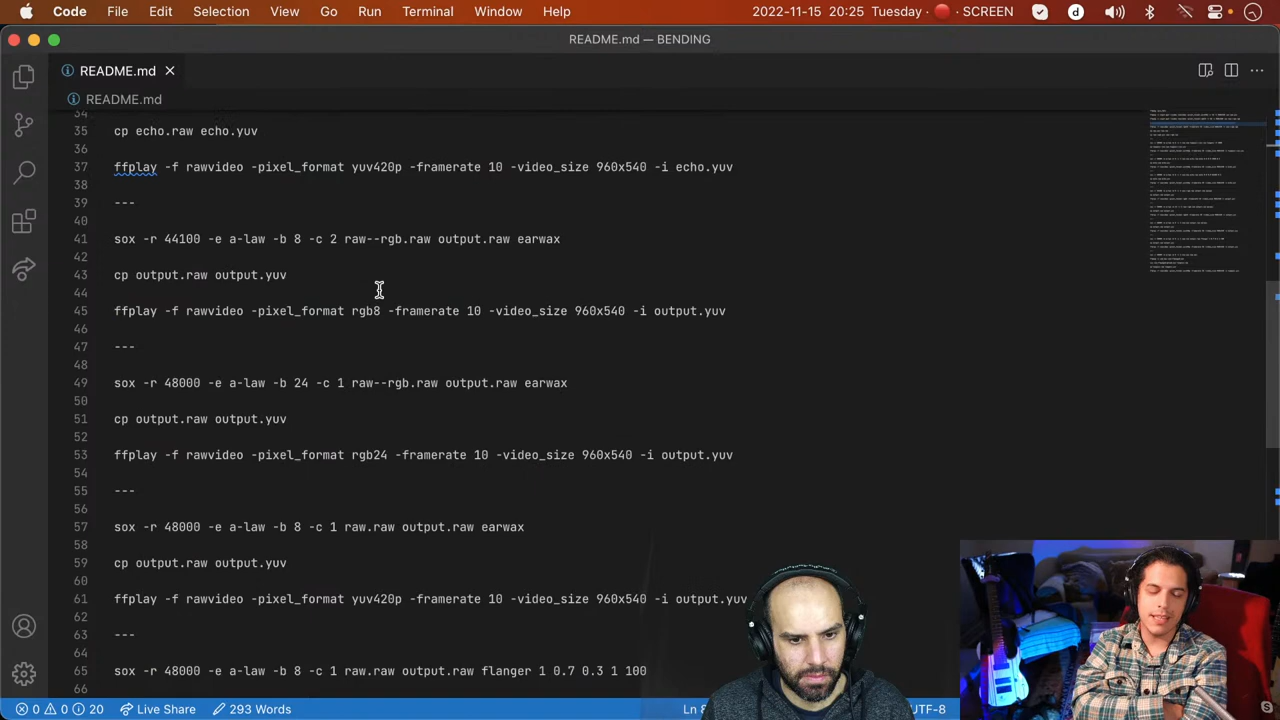 Code File Edit Selection View Go Run Terminal Window Help 2022-11-15 20:25 Tuesday SCREEN
README.md — BENDING
README.md
README.md
34
35 cp echo.raw echo.yuv
36
37 ffplay -f rawvideo -pixel_format yuv420p -framerate 10 -video_size 960x540 -i echo.yuv
38
39 ---
40
41 sox -r 44100 -e a-law -b 8 -c 2 raw--rgb.raw output.raw earwax
42
43 cp output.raw output.yuv
44
45 ffplay -f rawvideo -pixel_format rgb8 -framerate 10 -video_size 960x540 -i output.yuv
46
47 ---
48
49 sox -r 48000 -e a-law -b 24 -c 1 raw--rgb.raw output.raw earwax
50
51 cp output.raw output.yuv
52
53 ffplay -f rawvideo -pixel_format rgb24 -framerate 10 -video_size 960x540 -i output.yuv
54
55 ---
56
57 sox -r 48000 -e a-law -b 8 -c 1 raw.raw output.raw earwax
58
59 cp output.raw output.yuv
60
61 ffplay -f rawvideo -pixel_format yuv420p -framerate 10 -video_size 960x540 -i output.yuv
62
63 ---
64
65 sox -r 48000 -e a-law -b 8 -c 1 raw.raw output.raw flanger 1 0.7 0.3 1 100
66
0 0 20 Live Share 293 Words Ln 8 UTF-8